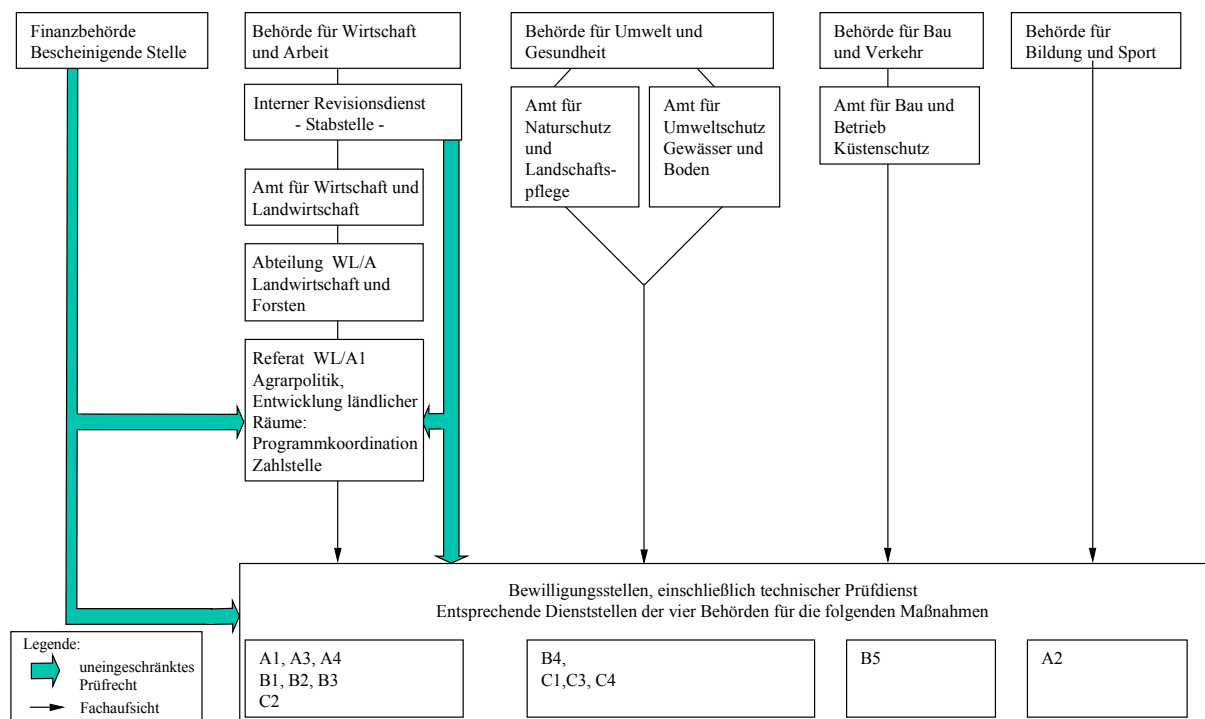 Finanzbehörde
Bescheinigende Stelle
Behörde für Wirtschaft
und Arbeit
Behörde für Umwelt und
Gesundheit
Behörde für Bau
und Verkehr
Behörde für
Bildung und Sport
Interner Revisionsdienst
- Stabstelle -
Amt für
Naturschutz
und
Landschafts-
pflege
Amt für
Umweltschutz
Gewässer und
Boden
Amt für Bau und
Betrieb
Küstenschutz
Amt für Wirtschaft und
Landwirtschaft
Abteilung WL/A
Landwirtschaft und
Forsten
Referat WL/A1
Agrarpolitik,
Entwicklung ländlicher
Räume:
Programmkoordination
Zahlstelle
Bewilligungsstellen, einschließlich technischer Prüfdienst
Entsprechende Dienststellen der vier Behörden für die folgenden Maßnahmen
A1, A3, A4
B1, B2, B3
C2
B4,
C1,C3, C4
B5
A2
Legende:
uneingeschränktes
Prüfrecht
Fachaufsicht